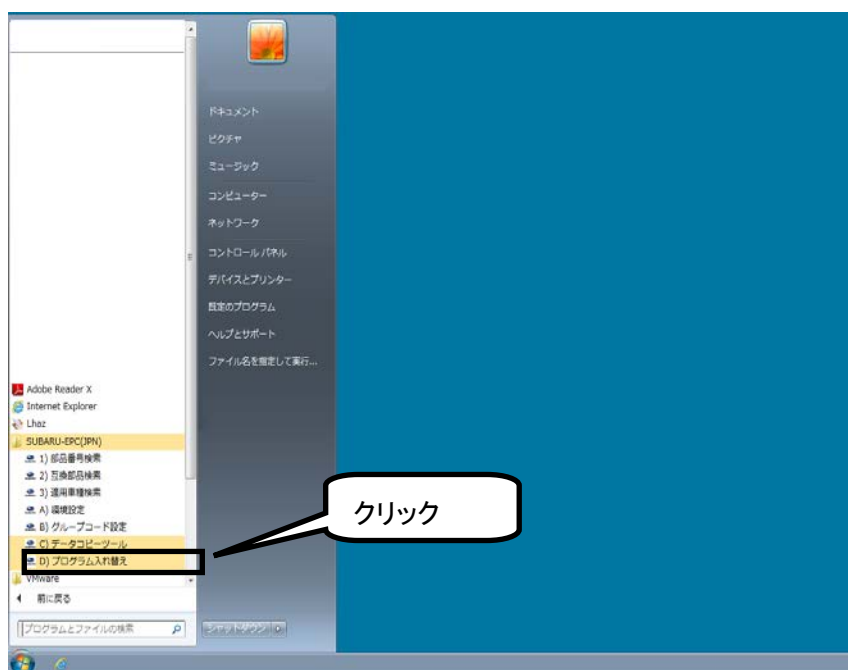 ドキュメント
ピクチャ
ミュージック
コンピューター
ネットワーク
コントロール パネル
デバイスとプリンター
既定のプログラム
ヘルプとサポート
ファイル名を指定して実行...
Adobe Reader X
Internet Explorer
Lhaz
SUBARU-EPC(JPN)
1) 部品番号検索
2) 互換部品検索
3) 適用車種検索
A) 環境設定
B) グループコード設定
C) データコピーツール
D) プログラム入れ替え
VMware
前に戻る
プログラムとファイルの検索
シャットダウン
クリック